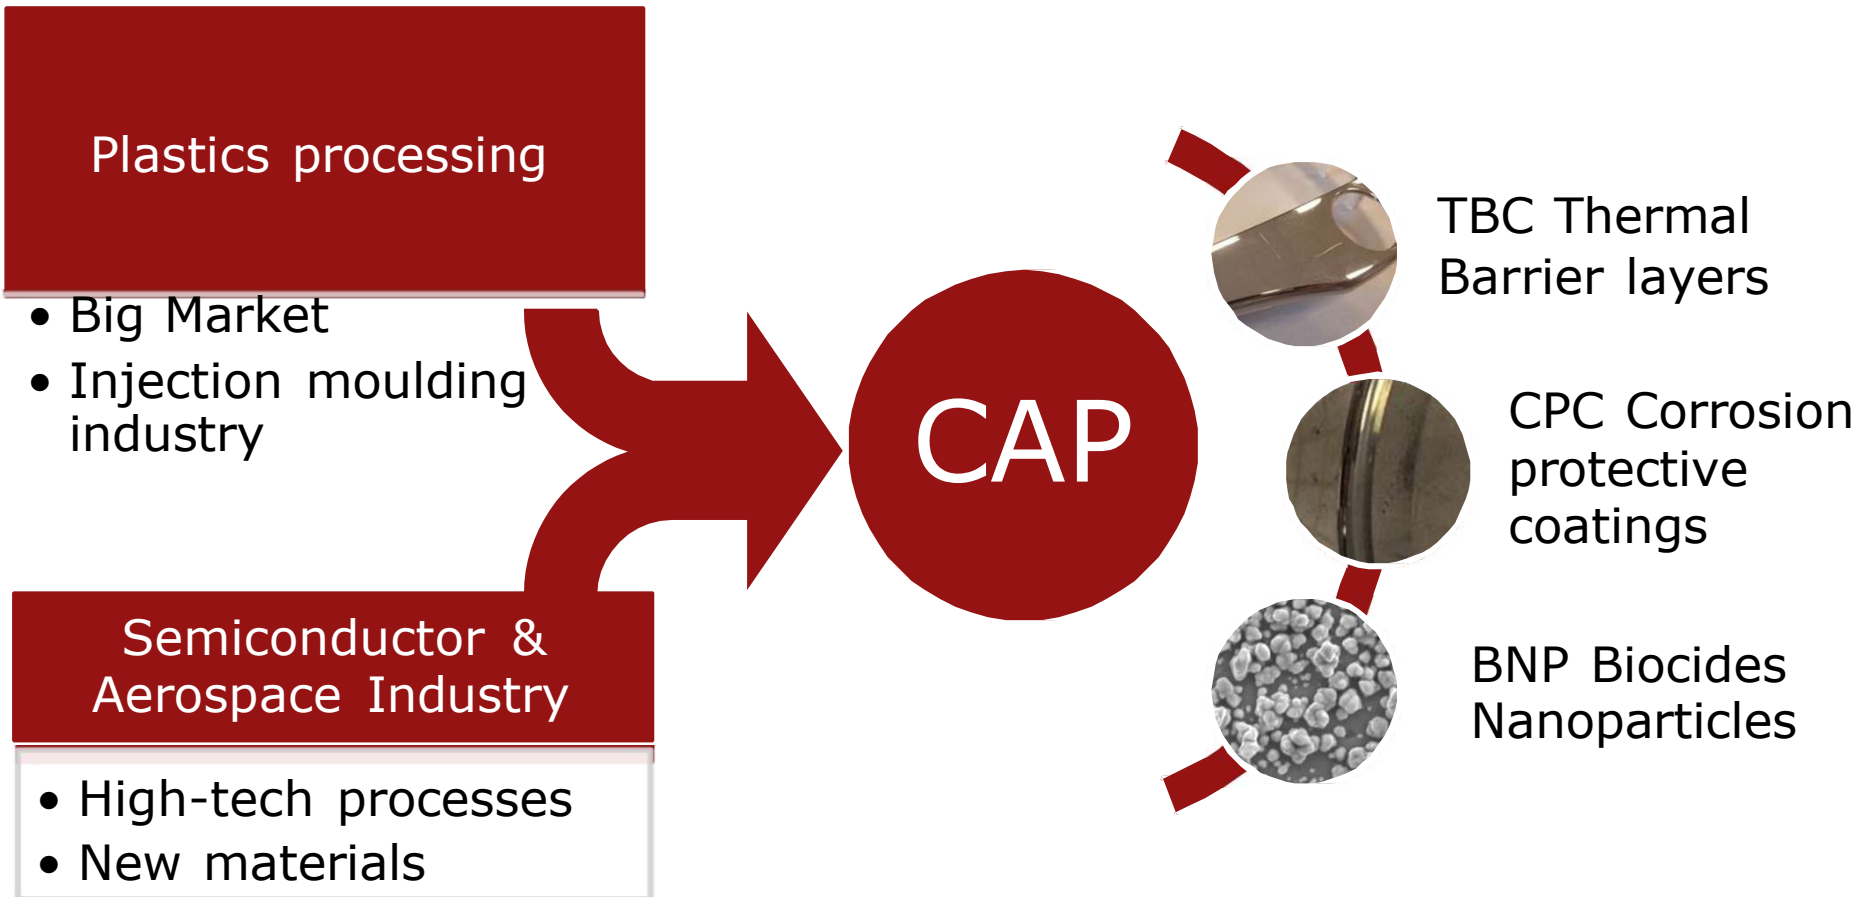 Plastics processing
• Big Market
• Injection moulding
industry
Semiconductor &
Aerospace Industry
• High-tech processes
• New materials
CAP
TBC Thermal
Barrier layers
CPC Corrosion
protective
coatings
BNP Biocides
Nanoparticles